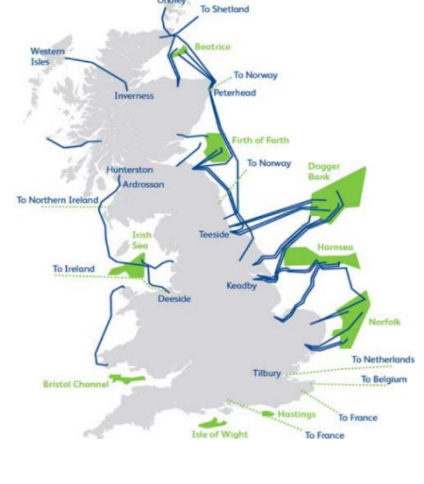 Orkney
To Shetland
Beatrice
Western
Isles
To Norway
Inverness
Peterhead
Firth of Forth
To Norway
Dogger
Bank
Hunterston
Ardrossan
To Northern Ireland
Teeside
Irish
Sea
Hornsea
To Ireland
Keadby
Deeside
Norfolk
To Netherlands
Tilbury
To Belgium
Bristol Channel
Hastings
To France
Isle of Wight
To France